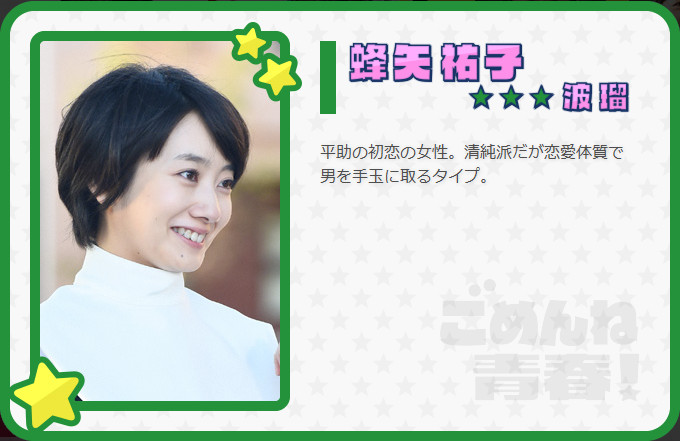 蜂矢祐子
★★★波瑠
平助の初恋の女性。清純派だが恋愛体質で
男を手玉に取るタイプ。
ごめんね
青春!